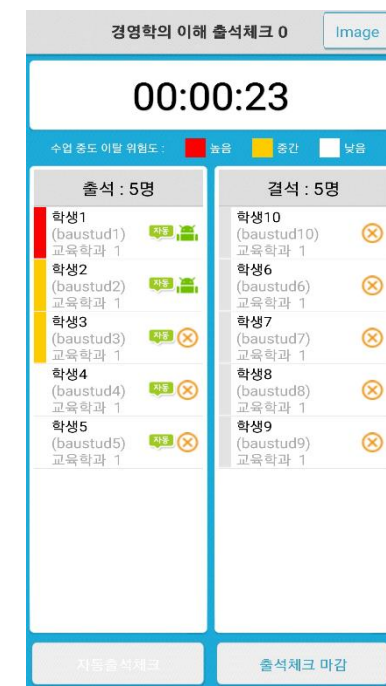 경영학의 이해 출석체크 0
Image
00:00:23
수업 중도 이탈 위험도 : 높음 중간 낮음
출석 : 5명
학생1
(baustud1) 자동
교육학과 1
학생2
(baustud2) 자동
교육학과 1
학생3
(baustud3) 자동
교육학과 1
학생4
(baustud4) 자동
교육학과 1
학생5
(baustud5) 자동
교육학과 1
결석 : 5명
학생10
(baustud10)
교육학과 1
학생6
(baustud6)
교육학과 1
학생7
(baustud7)
교육학과 1
학생8
(baustud8)
교육학과 1
학생9
(baustud9)
교육학과 1
자동출석체크
출석체크 마감